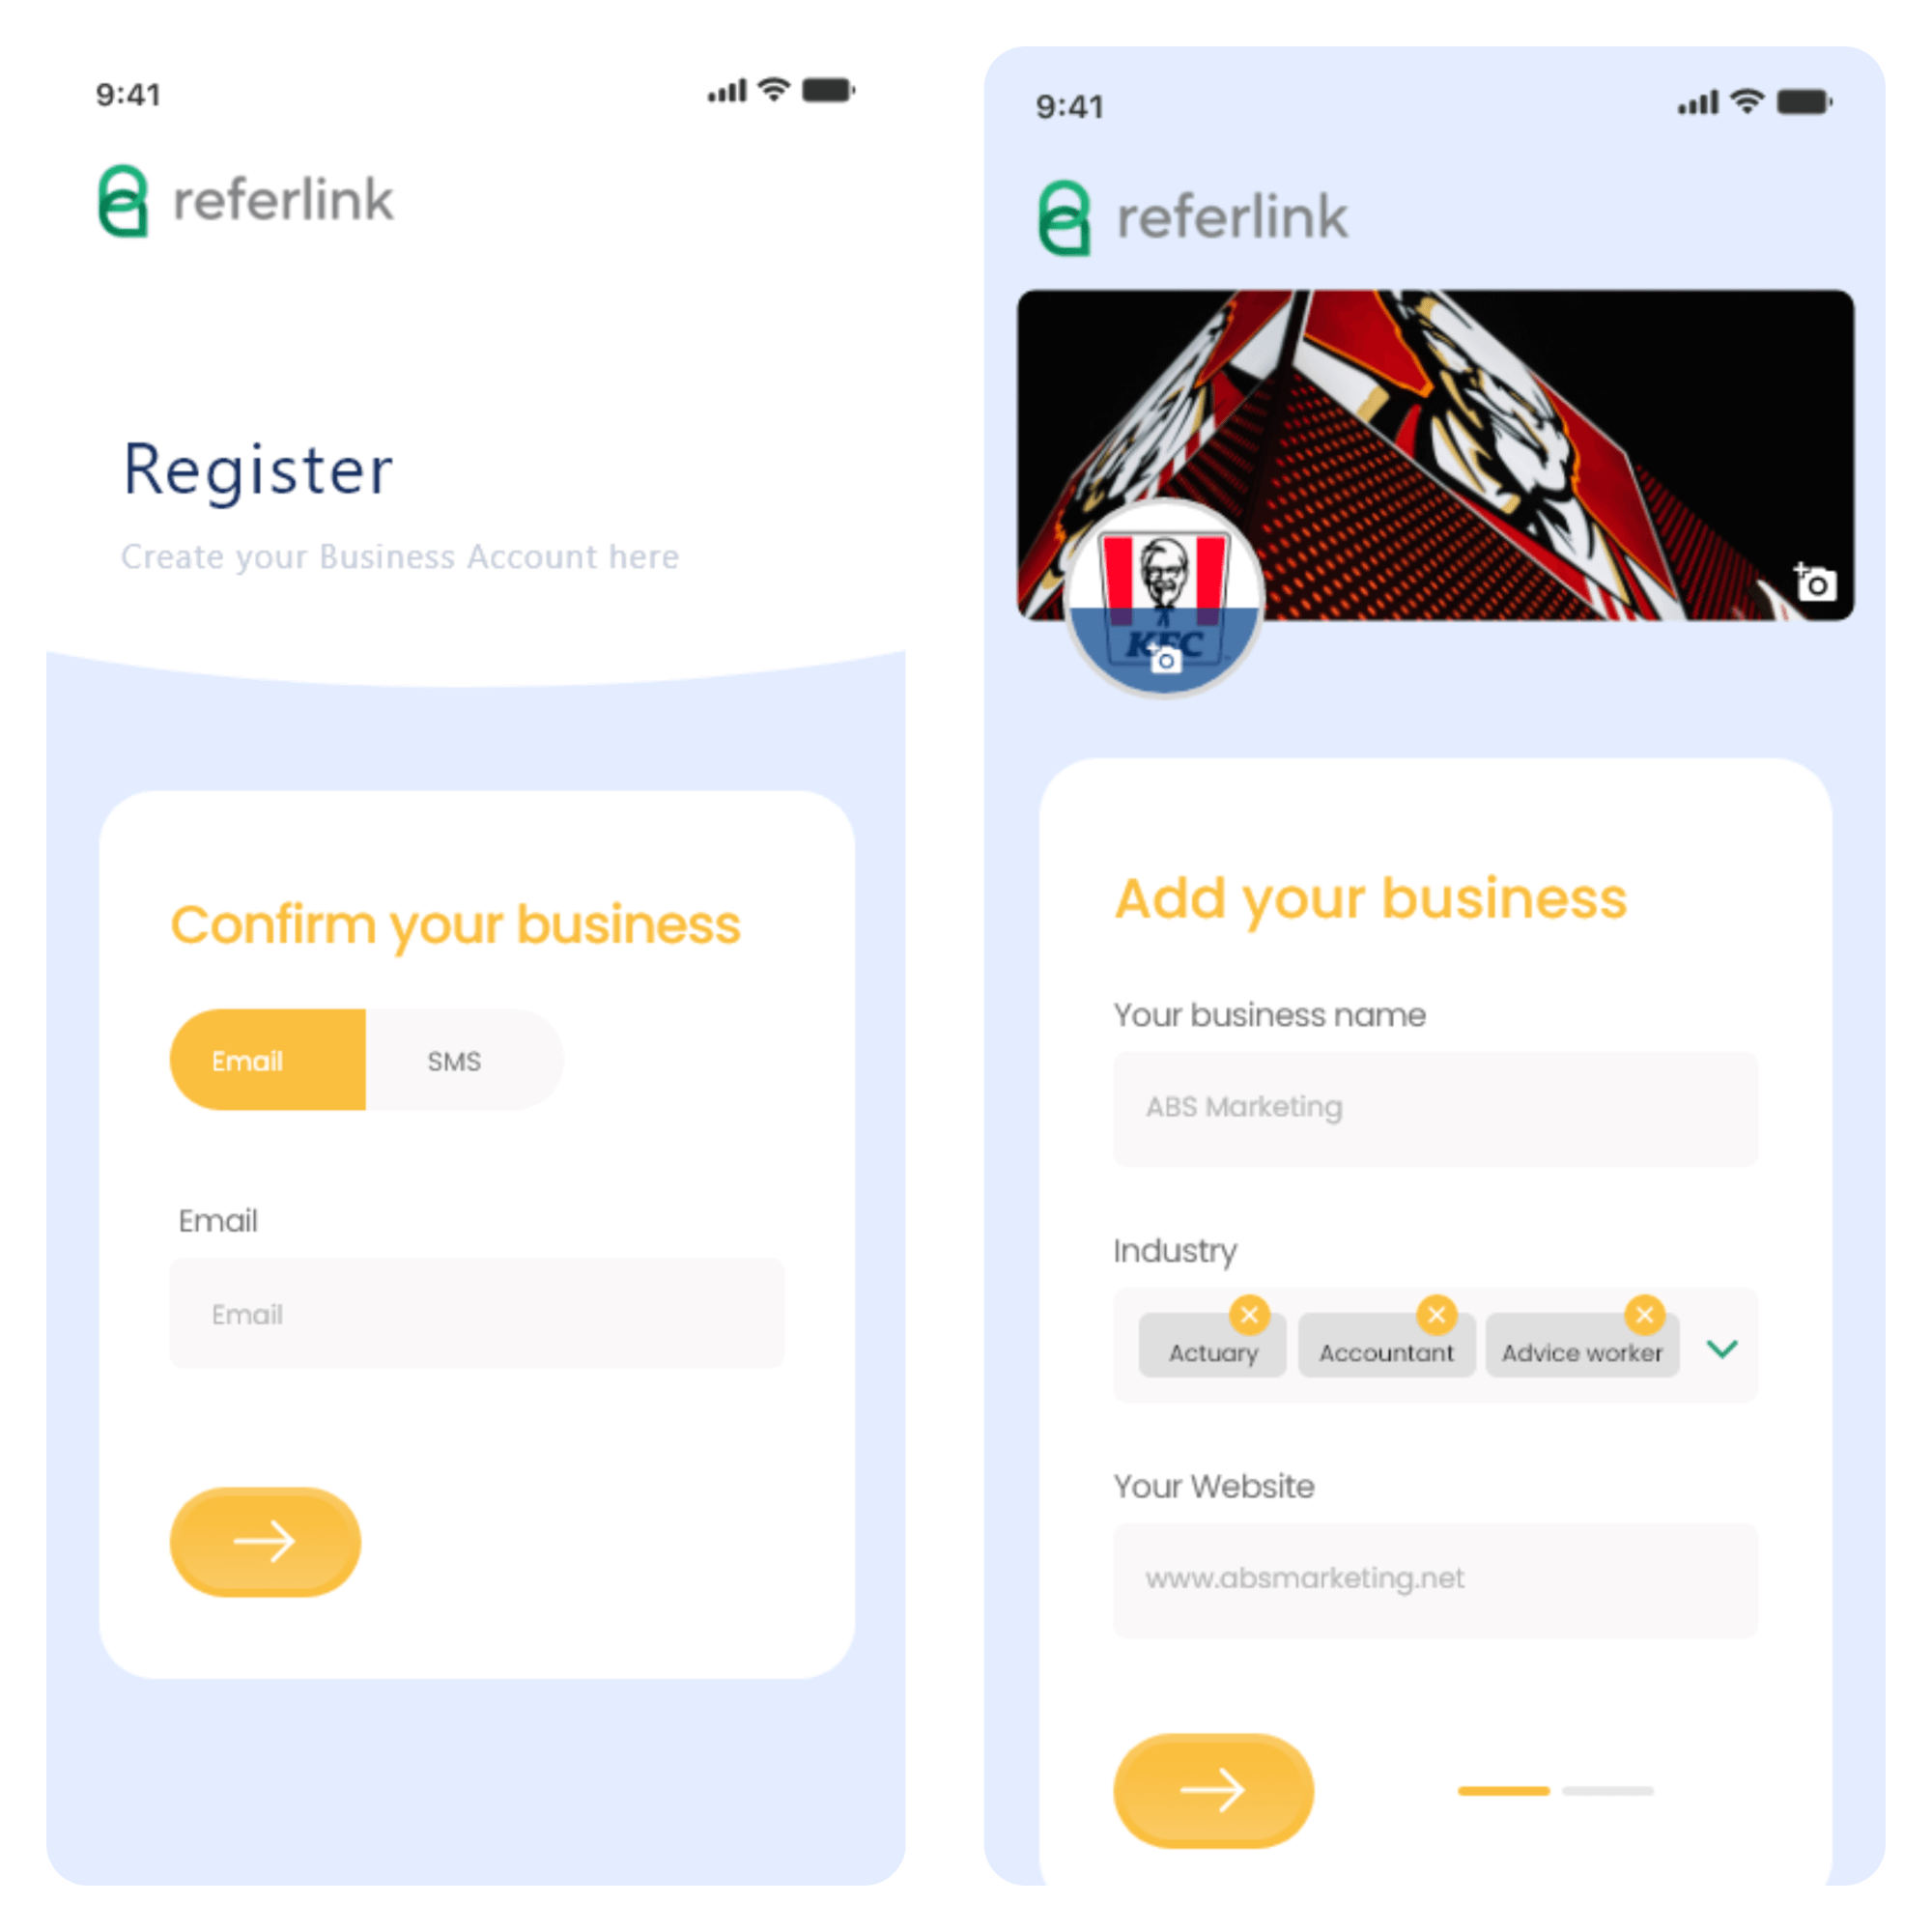 9:41
referlink
Register
Create your Business Account here
Confirm your business
Email SMS
Email
Email
9:41
referlink
KFC
Add your business
Your business name
ABS Marketing
Industry
Actuary Accountant Advice worker
Your Website
www.absmarketing.net